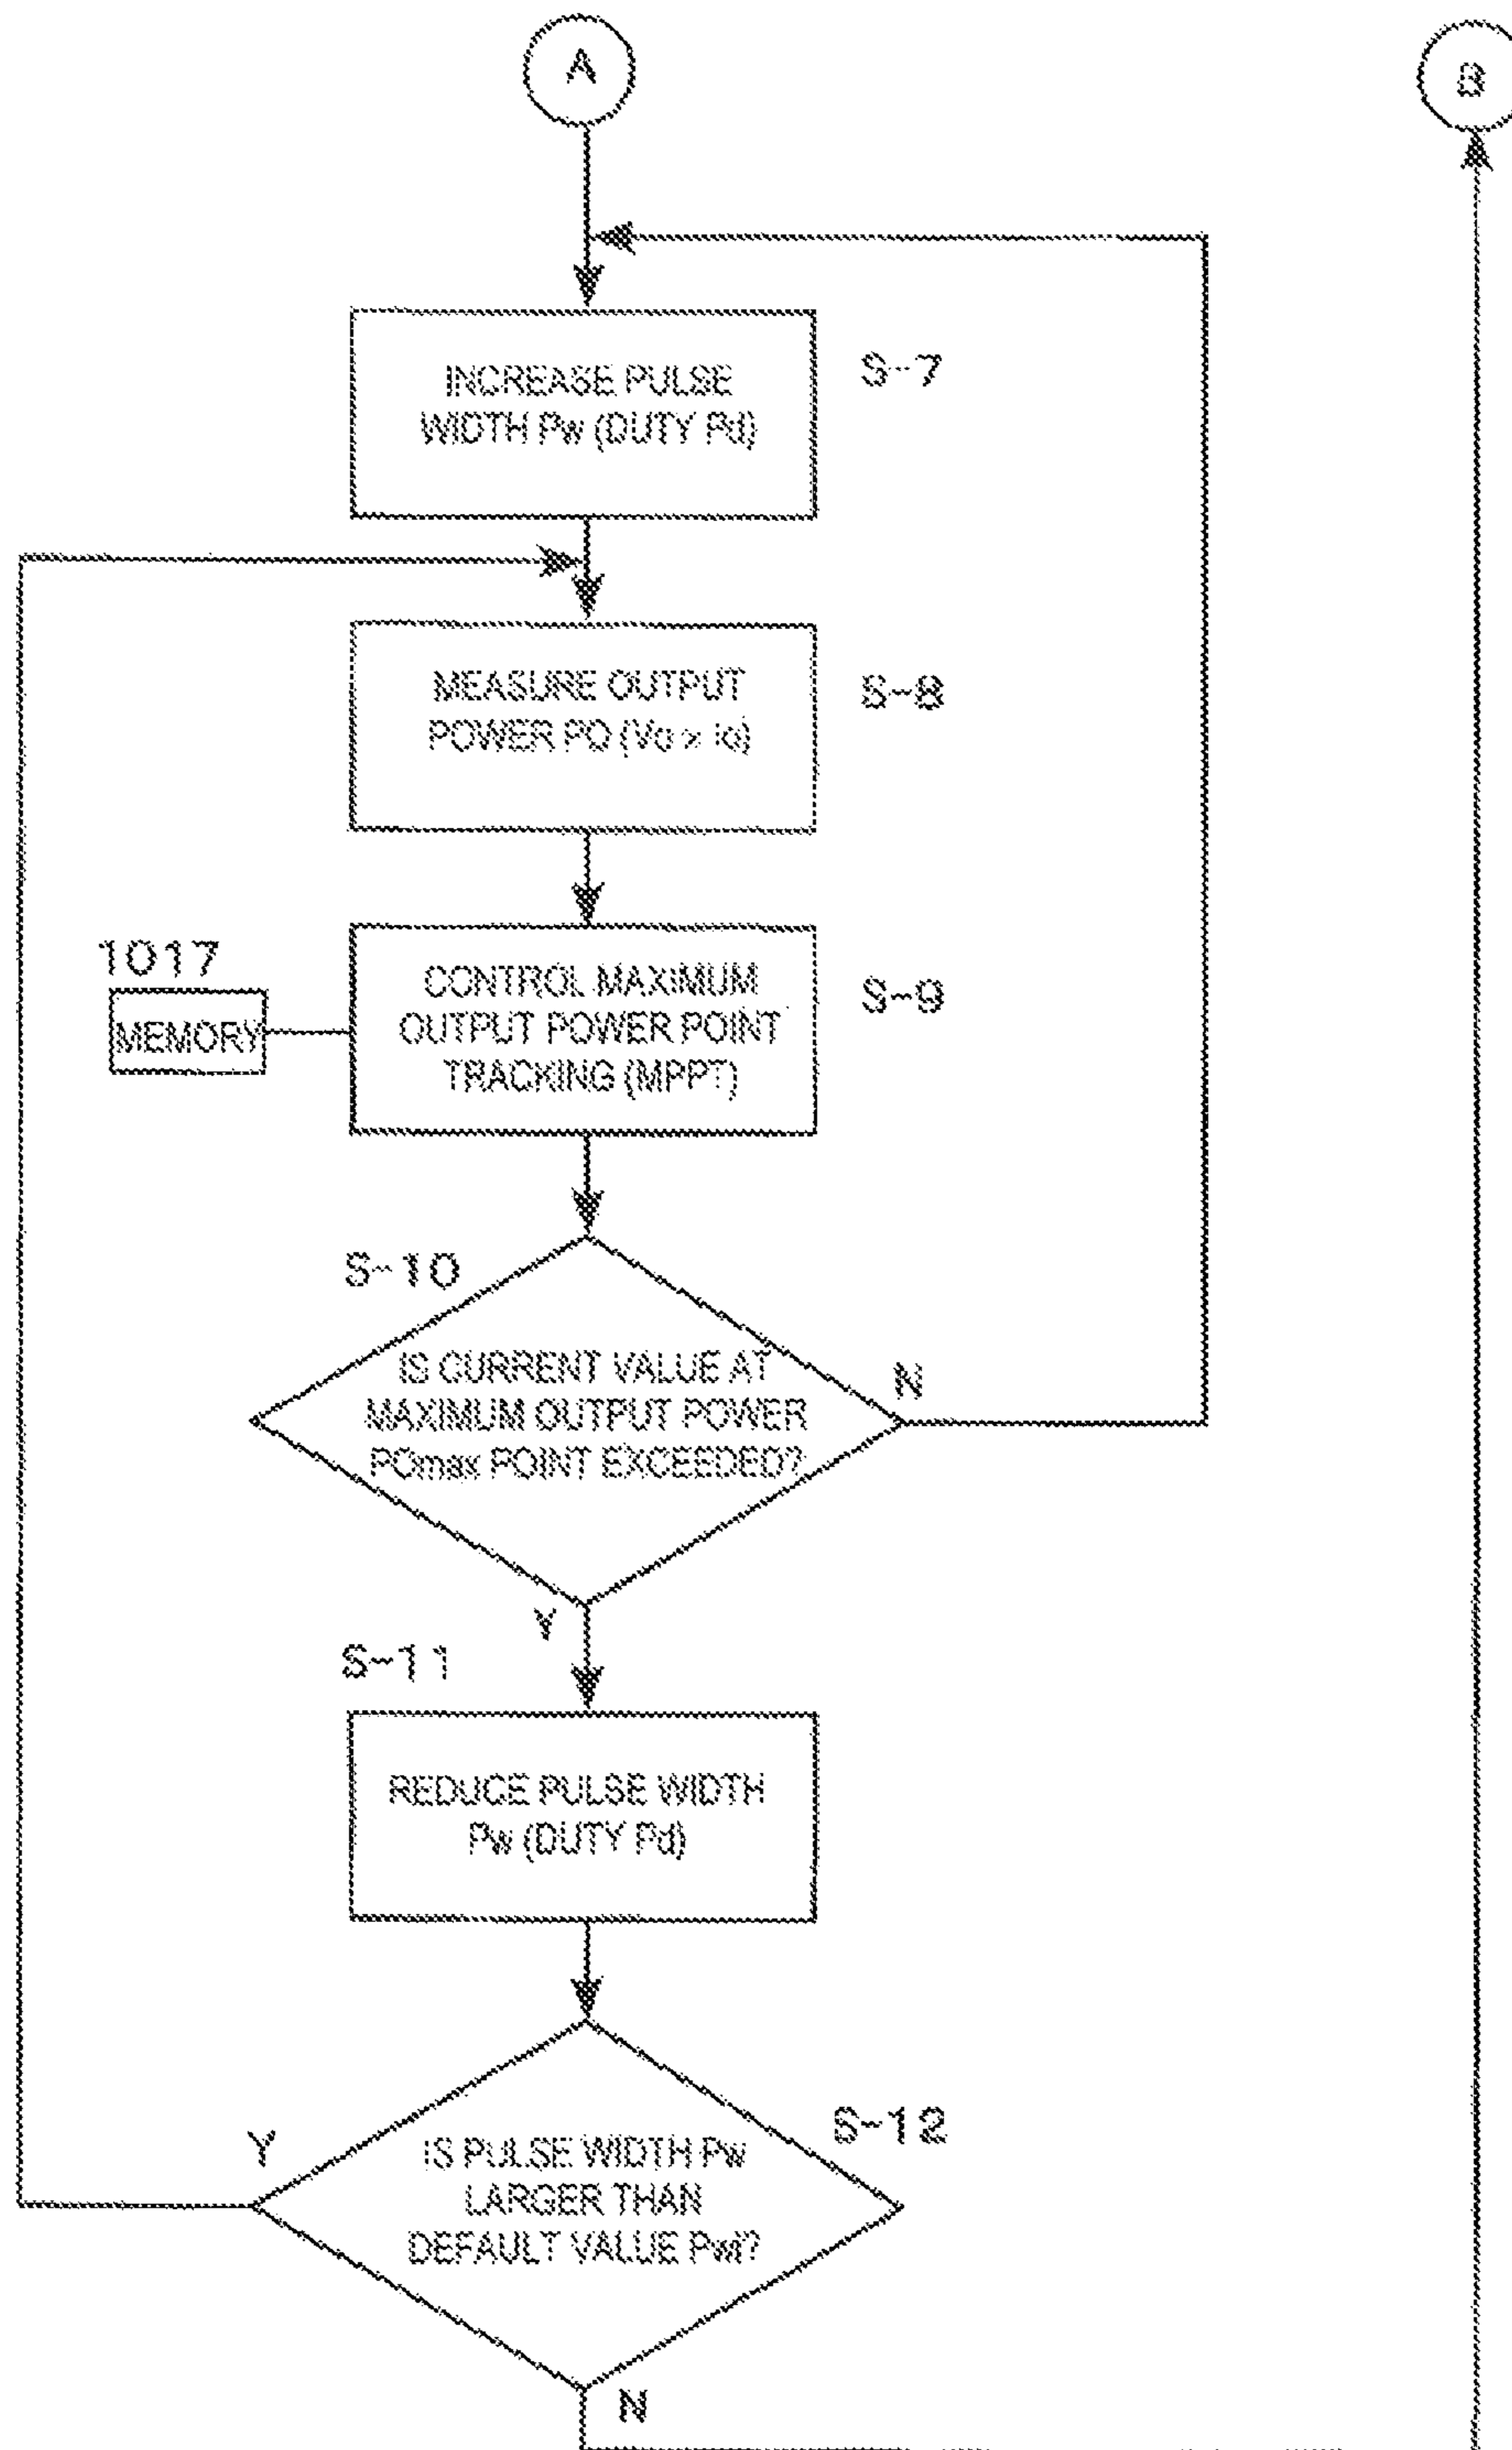 A
B
INCREASE PULSE
WIDTH Pw (DUTY Pd)
S-7
MEASURE OUTPUT
POWER PO (Vo × Io)
S-8
1017
MEMORY
CONTROL MAXIMUM
OUTPUT POWER POINT
TRACKING (MPPT)
S-9
S-10
IS CURRENT VALUE AT
MAXIMUM OUTPUT POWER
POmax POINT EXCEEDED?
N
Y
S-11
REDUCE PULSE WIDTH
Pw (DUTY Pd)
Y
S-12
IS PULSE WIDTH Pw
LARGER THAN
DEFAULT VALUE Pwi?
N